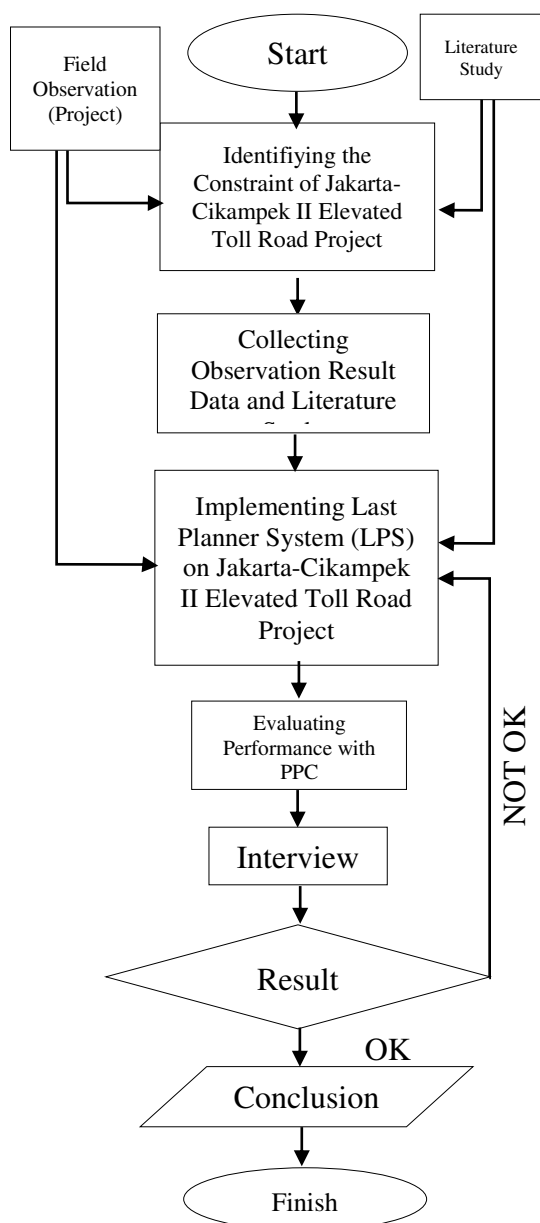 Field
Observation
(Project)
Start
Literature
Study
Identifiying the
Constraint of Jakarta-
Cikampek II Elevated
Toll Road Project
Collecting
Observation Result
Data and Literature
Implementing Last
Planner System (LPS)
on Jakarta-Cikampek
II Elevated Toll Road
Project
Evaluating
Performance with
PPC
Interview
NOT OK
Result
OK
Conclusion
Finish